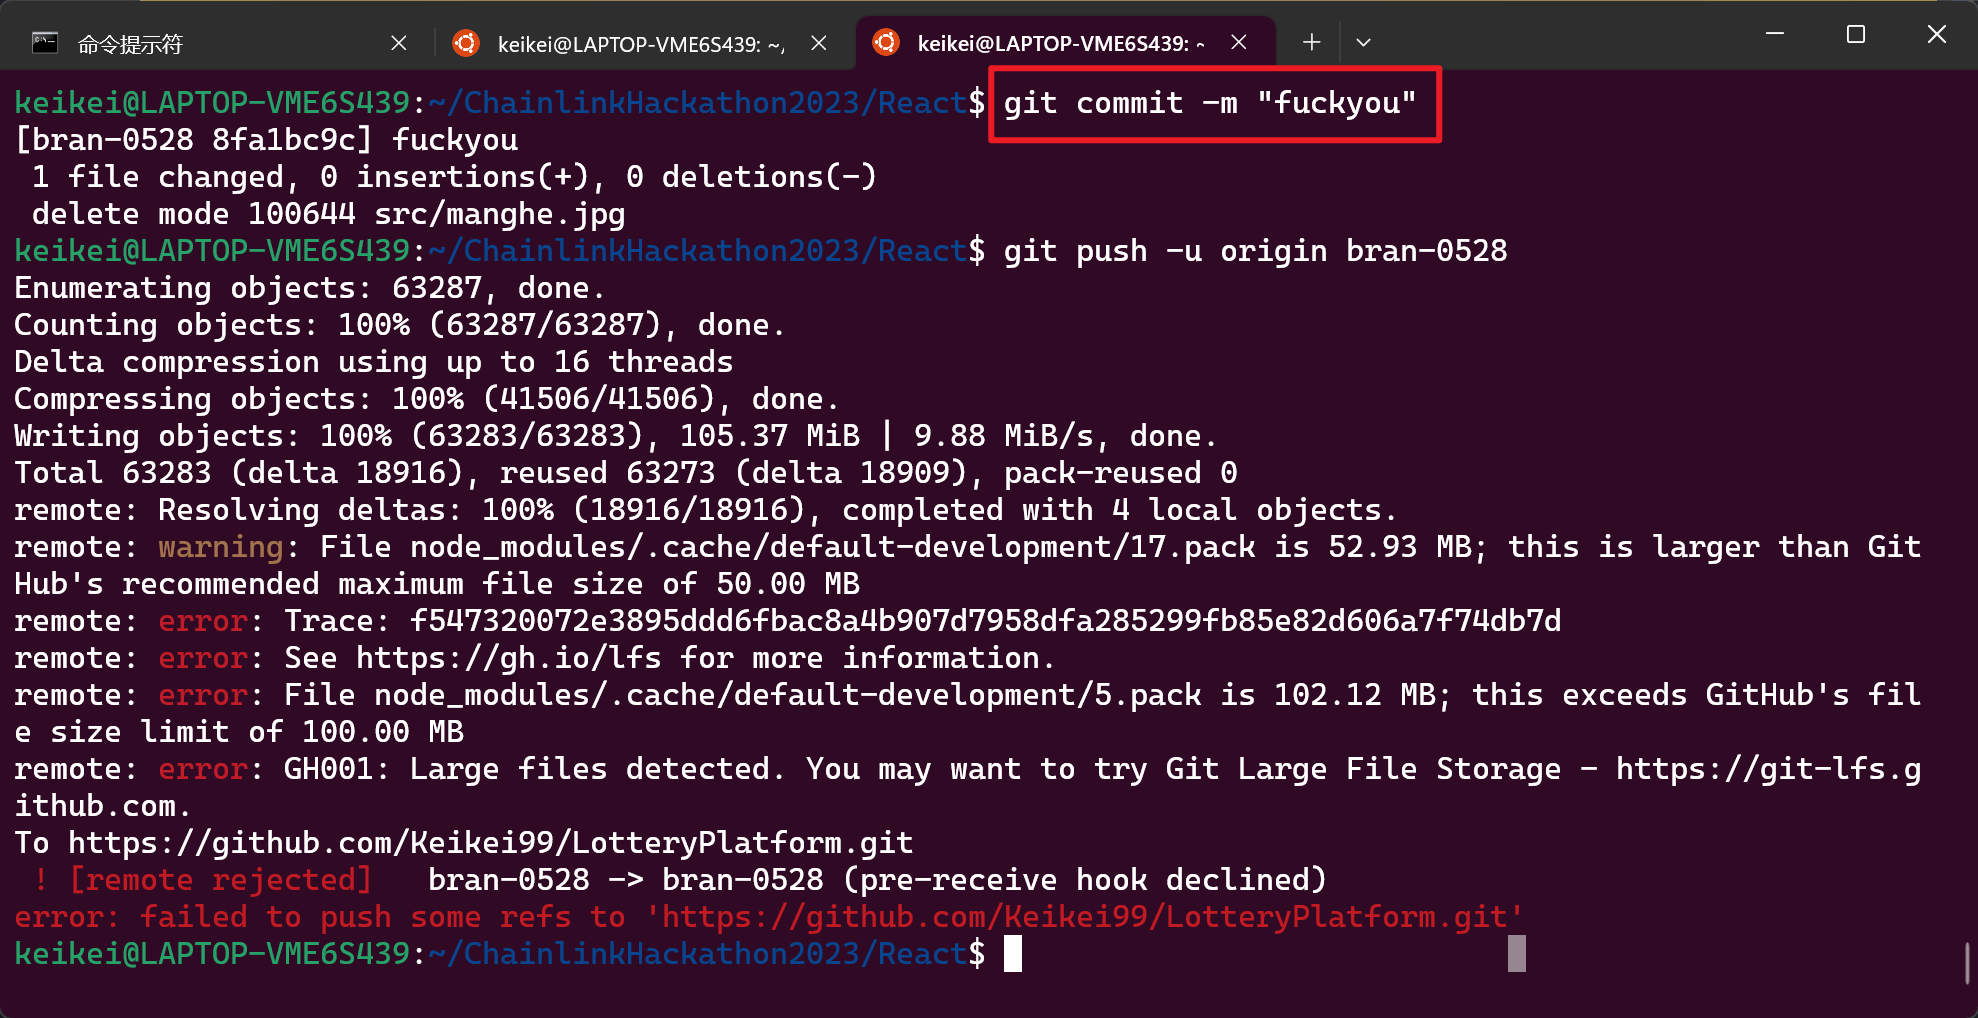 命令提示符
keikei@LAPTOP-VME6S439: ~,
keikei@LAPTOP-VME6S439: ~
keikei@LAPTOP-VME6S439:~/ChainlinkHackathon2023/React$ git commit -m "fuckyou"
[bran-0528 8fa1bc9c] fuckyou
 1 file changed, 0 insertions(+), 0 deletions(-)
 delete mode 100644 src/manghe.jpg
keikei@LAPTOP-VME6S439:~/ChainlinkHackathon2023/React$ git push -u origin bran-0528
Enumerating objects: 63287, done.
Counting objects: 100% (63287/63287), done.
Delta compression using up to 16 threads
Compressing objects: 100% (41506/41506), done.
Writing objects: 100% (63283/63283), 105.37 MiB | 9.88 MiB/s, done.
Total 63283 (delta 18916), reused 63273 (delta 18909), pack-reused 0
remote: Resolving deltas: 100% (18916/18916), completed with 4 local objects.
remote: warning: File node_modules/.cache/default-development/17.pack is 52.93 MB; this is larger than Git
Hub's recommended maximum file size of 50.00 MB
remote: error: Trace: f547320072e3895ddd6fbac8a4b907d7958dfa285299fb85e82d606a7f74db7d
remote: error: See https://gh.io/lfs for more information.
remote: error: File node_modules/.cache/default-development/5.pack is 102.12 MB; this exceeds GitHub's fil
e size limit of 100.00 MB
remote: error: GH001: Large files detected. You may want to try Git Large File Storage - https://git-lfs.g
ithub.com.
To https://github.com/Keikei99/LotteryPlatform.git
 ! [remote rejected]   bran-0528 -> bran-0528 (pre-receive hook declined)
error: failed to push some refs to 'https://github.com/Keikei99/LotteryPlatform.git'
keikei@LAPTOP-VME6S439:~/ChainlinkHackathon2023/React$